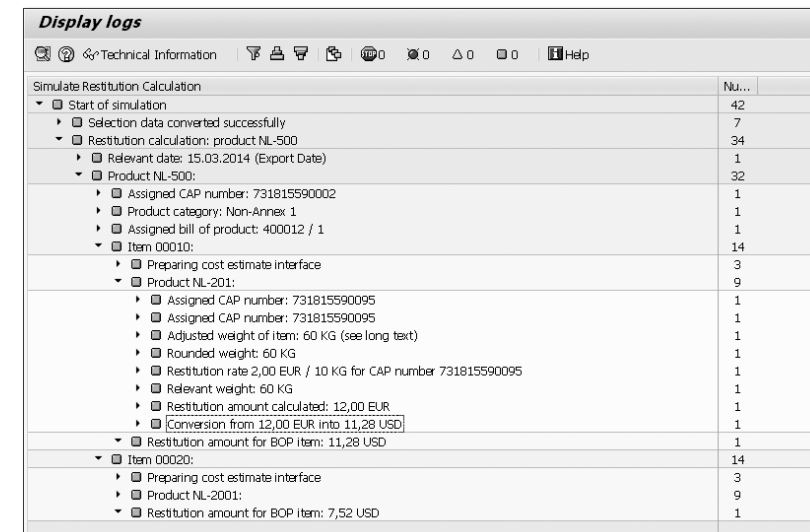 Display logs
Technical Information 0 0 0 0 Help
Simulate Restitution Calculation Nu...
Start of simulation 42
Selection data converted successfully 7
Restitution calculation: product NL-500 34
Relevant date: 15.03.2014 (Export Date) 1
Product NL-500: 32
Assigned CAP number: 731815590002 1
Product category: Non-Annex 1 1
Assigned bill of product: 400012 / 1 1
Item 00010: 14
Preparing cost estimate interface 3
Product NL-201: 9
Assigned CAP number: 731815590095 1
Assigned CAP number: 731815590095 1
Adjusted weight of item: 60 KG (see long text) 1
Rounded weight: 60 KG 1
Restitution rate 2,00 EUR / 10 KG for CAP number 731815590095 1
Relevant weight: 60 KG 1
Restitution amount calculated: 12,00 EUR 1
Conversion from 12,00 EUR into 11,28 USD 1
Restitution amount for BOP item: 11,28 USD 1
Item 00020: 14
Preparing cost estimate interface 3
Product NL-2001: 9
Restitution amount for BOP item: 7,52 USD 1